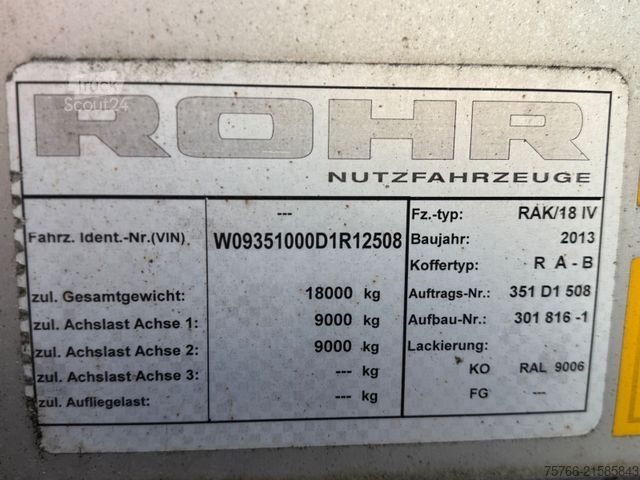 Truck
Scout24
ROHR
NUTZFAHRZEUGE
---
Fahrz. Ident.-Nr.(VIN) W09351000D1R12508
zul. Gesamtgewicht: 18000 kg
zul. Achslast Achse 1: 9000 kg
zul. Achslast Achse 2: 9000 kg
zul. Achslast Achse 3: --- kg
zul. Aufliegelast: --- kg
Fz.-typ: RAK/18 IV
Baujahr: 2013
Koffertyp: R A - B
Auftrags-Nr.: 351 D1 508
Aufbau-Nr.: 301 816 -1
Lackierung:
KO RAL 9006
FG ---
75766-21585843